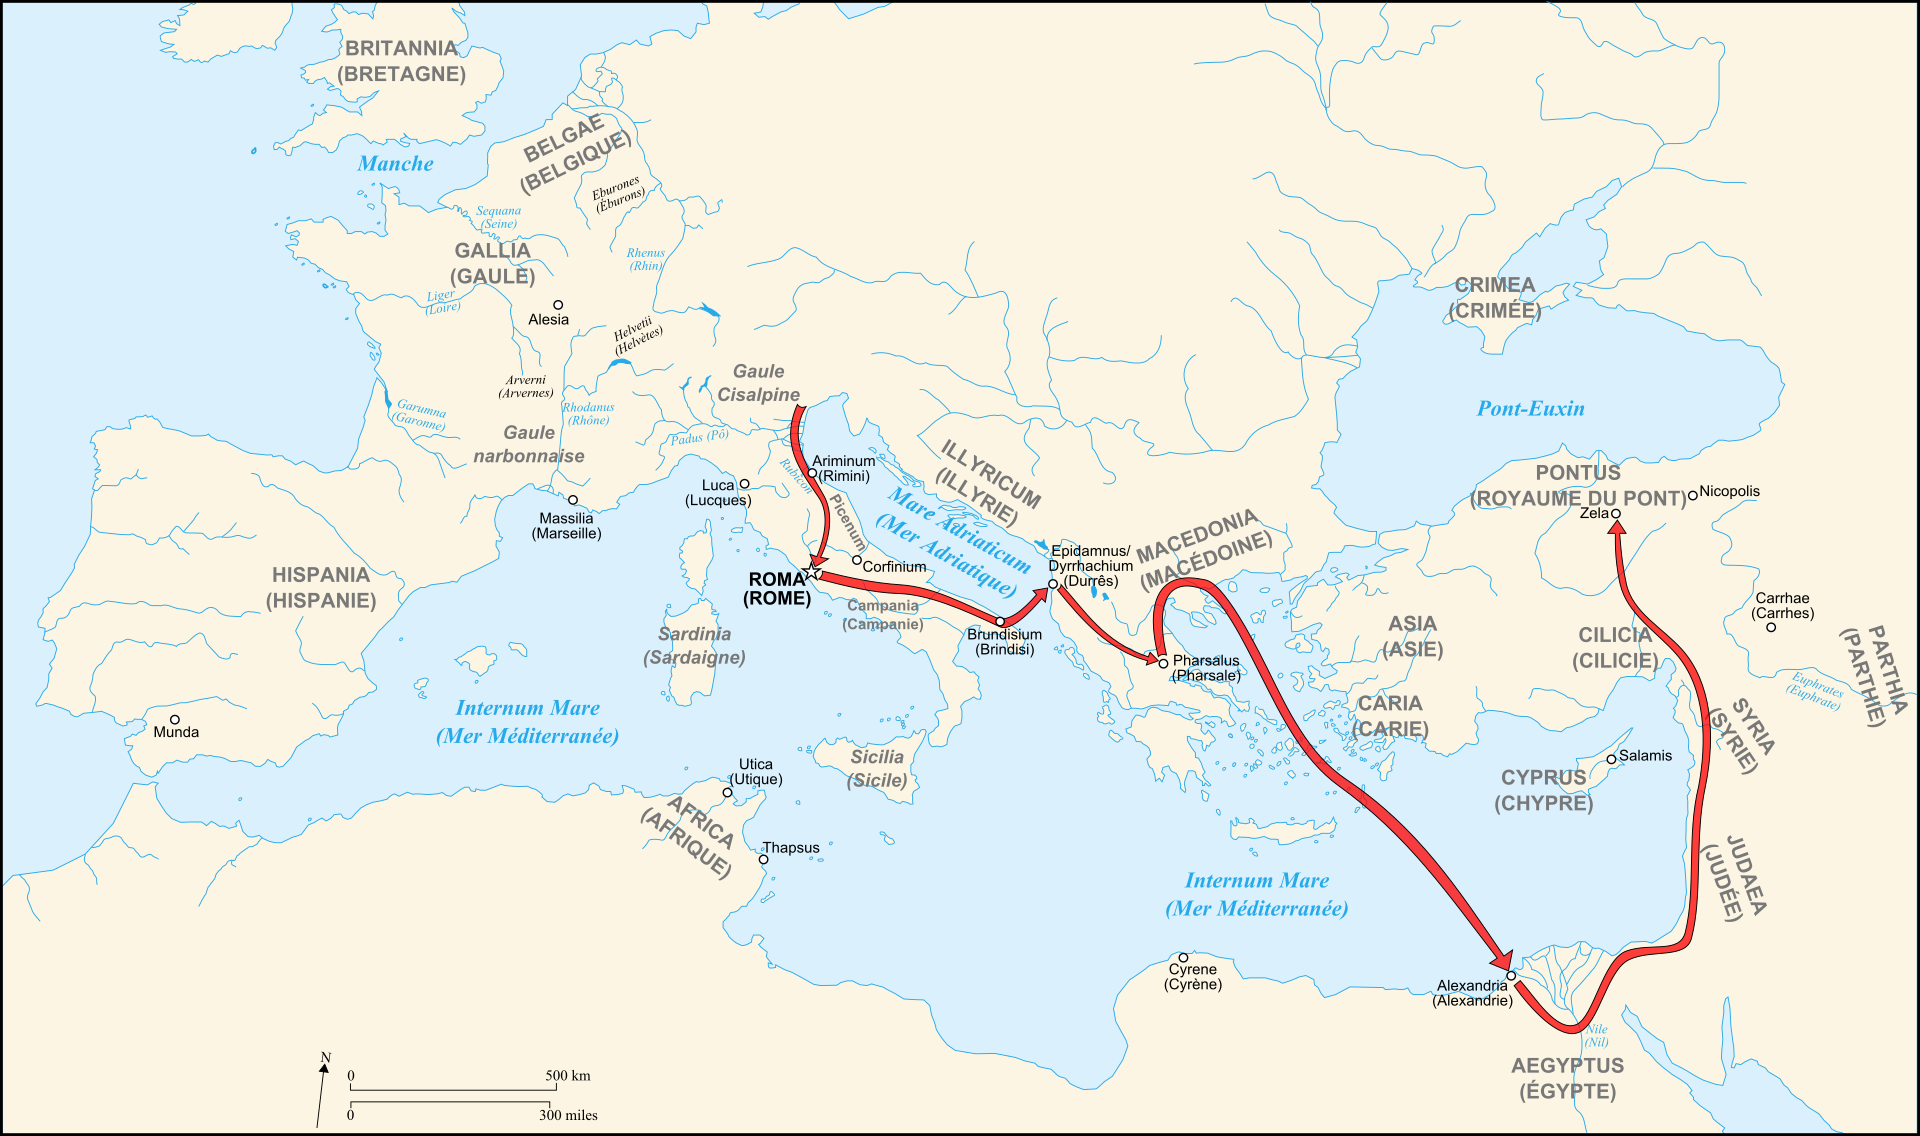 BRITANNIA
(BRETAGNE)
BELGAE
(BELGIQUE)
Manche
Eburones
(Éburons)
Sequana
(Seine)
GALLIA
(GAULE)
Rhenus
(Rhin)
Liger
(Loire)
Alesia
Helvetii
(Helvètes)
Arverni
(Arvernes)
Garumna
(Garonne)
Rhodanus
(Rhône)
Gaule
Cisalpine
Gaule
narbonnaise
Padus (Pô)
Rubicon
Ariminum
(Rimini)
Luca
(Lucques)
Massilia
(Marseille)
Picenum
Corfinium
ROMA
(ROME)
Campania
(Campanie)
HISPANIA
(HISPANIE)
Munda
Sardinia
(Sardaigne)
Internum Mare
(Mer Méditerranée)
Sicilia
(Sicile)
Utica
(Utique)
AFRICA
(AFRIQUE)
Thapsus
ILLYRICUM
(ILLYRIE)
Mare Adriaticum
(Mer Adriatique)
Brundisium
(Brindisi)
Epidamnus/
Dyrrhachium
(Durrês)
MACEDONIA
(MACÉDOINE)
Pharsalus
(Pharsale)
CRIMEA
(CRIMÉE)
Pont-Euxin
PONTUS
(ROYAUME DU PONT)
Nicopolis
Zela
ASIA
(ASIE)
CARIA
(CARIE)
CILICIA
(CILICIE)
Carrhae
(Carrhes)
PARTHIA
(PARTHE)
Euphrates
(Euphrate)
SYRIA
(SYRIE)
Salamis
CYPRUS
(CHYPRE)
JUDAEA
(JUDÉE)
Internum Mare
(Mer Méditerranée)
Cyrene
(Cyrène)
Alexandria
(Alexandrie)
Nile
(Nil)
AEGYPTUS
(ÉGYPTE)
N
0 500 km
0 300 miles